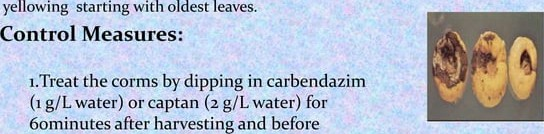 yellowing starting with oldest leaves.
Control Measures:
1.Treat the corms by dipping in carbendazim
(1 g/L water) or captan (2 g/L water) for
60minutes after harvesting and before